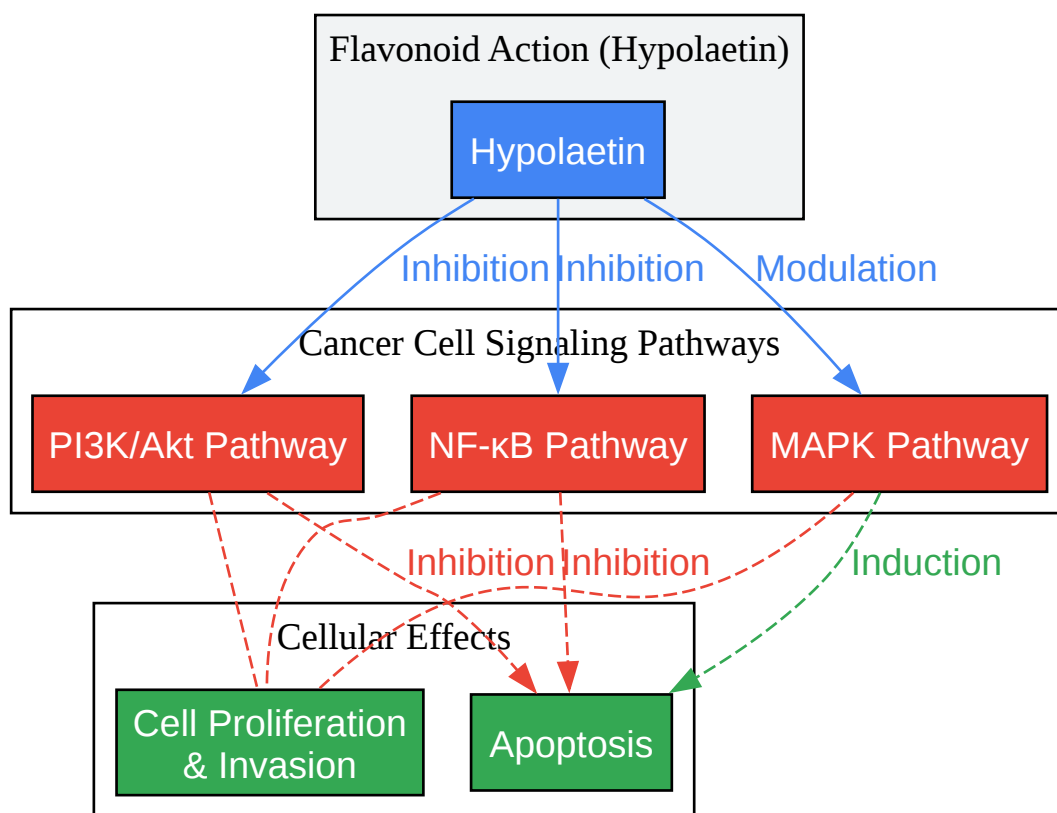 Flavonoid Action (Hypolaetin)
Hypolaetin
Inhibition
Inhibition
Modulation
Cancer Cell Signaling Pathways
PI3K/Akt Pathway
NF-κB Pathway
MAPK Pathway
Inhibition
Inhibition
Induction
Cellular Effects
Cell Proliferation
& Invasion
Apoptosis